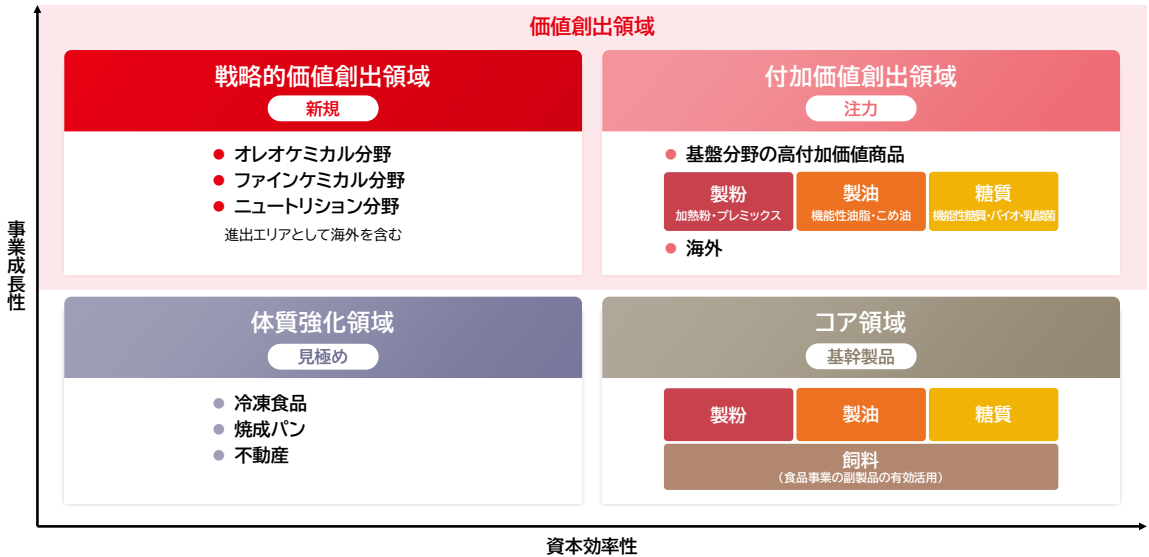 価値創出領域
戦略的価値創出領域
新規
オレオケミカル分野
ファインケミカル分野
ニュートリション分野
進出エリアとして海外を含む
付加価値創出領域
注力
基盤分野の高付加価値商品
製粉
加熱粉・プレミックス
製油
機能性油脂・こめ油
糖質
機能性糖質・バイオ・乳酸菌
海外
事業成長性
体質強化領域
見極め
冷凍食品
焼成パン
不動産
コア領域
基幹製品
製粉
製油
糖質
飼料
（食品事業の副製品の有効活用）
資本効率性